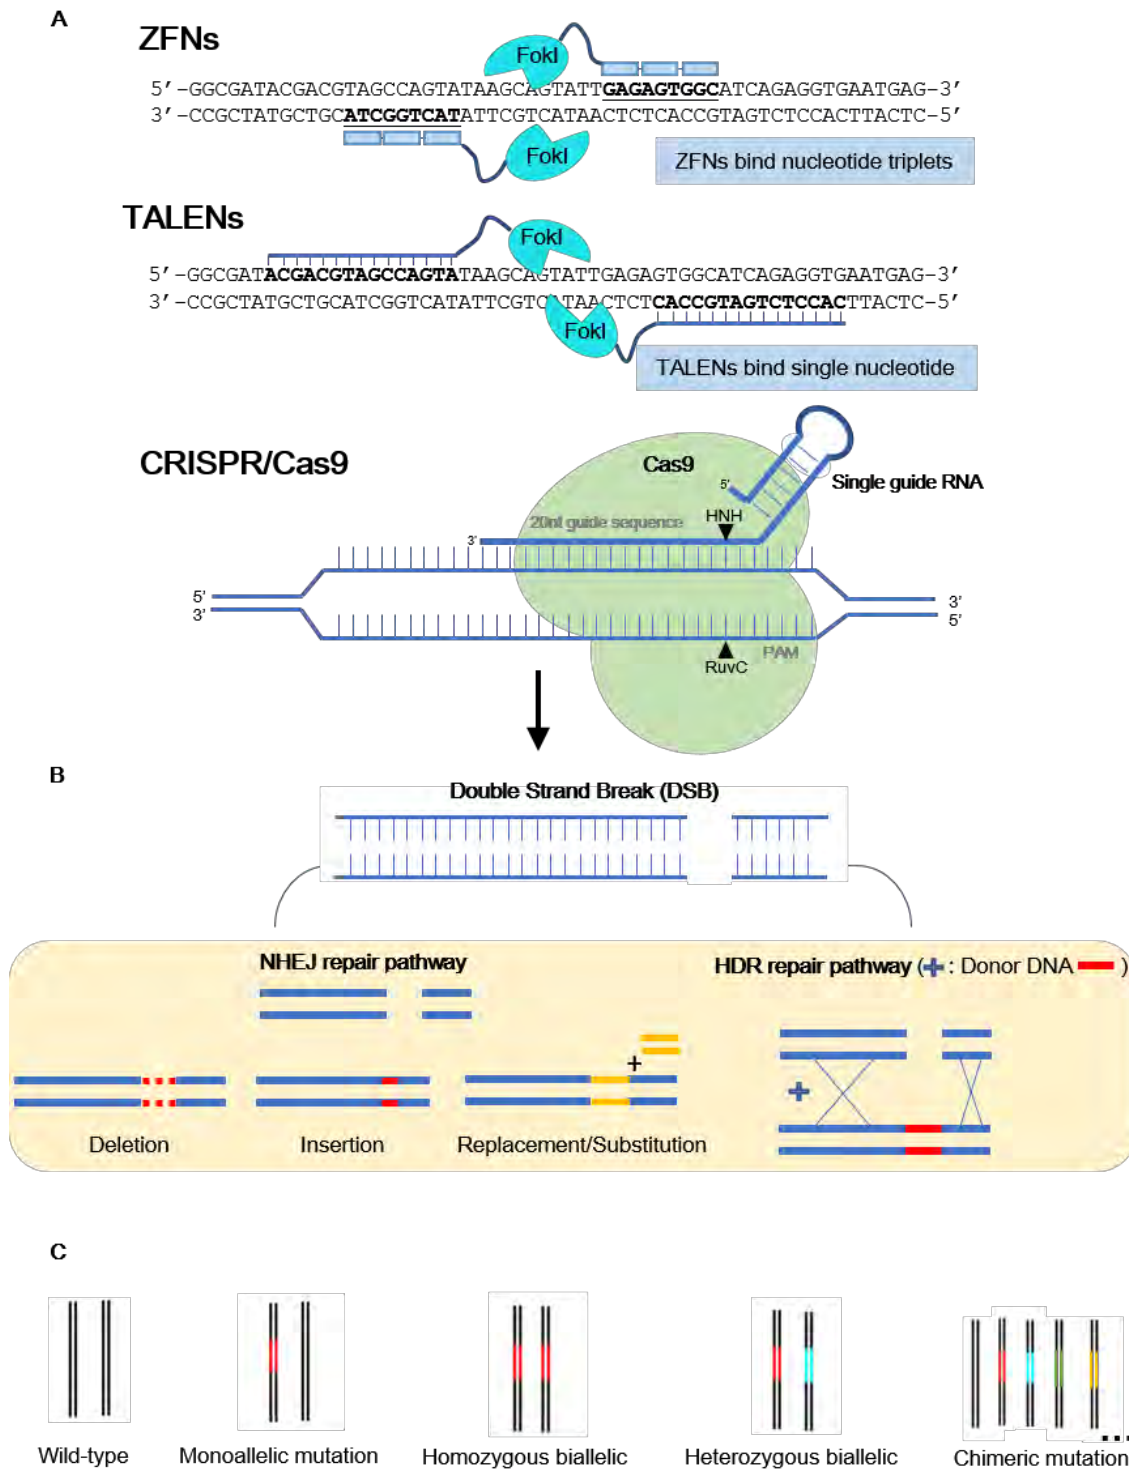 A
ZFNs
FokI
5′-GGCGATACGACGTAGCCAGTATAAGCAGTATTGAGAGTGGCATCAGAGGTGAATGAG-3′
3′-CCGCTATGCTGCATCGGTCATATTCGTCATAACTCTCACCGTAGTCTCCACTTACTC-5′
FokI
ZFNs bind nucleotide triplets
TALENs
FokI
5′-GGCGATACGACGTAGCCAGTATAAGCAGTATTGAGAGTGGCATCAGAGGTGAATGAG-3′
3′-CCGCTATGCTGCATCGGTCATATTCGTCATAACTCTCACCGTAGTCTCCACTTACTC-5′
FokI
TALENs bind single nucleotide
CRISPR/Cas9
Cas9
5′
Single guide RNA
20nt guide sequence
HNH
3′
5′
3′
3′
5′
PAM
RuvC
B
Double Strand Break (DSB)
NHEJ repair pathway
HDR repair pathway (+ : Donor DNA )
+
+
Deletion
Insertion
Replacement/Substitution
C
...
Wild-type
Monoallelic mutation
Homozygous biallelic
Heterozygous biallelic
Chimeric mutation